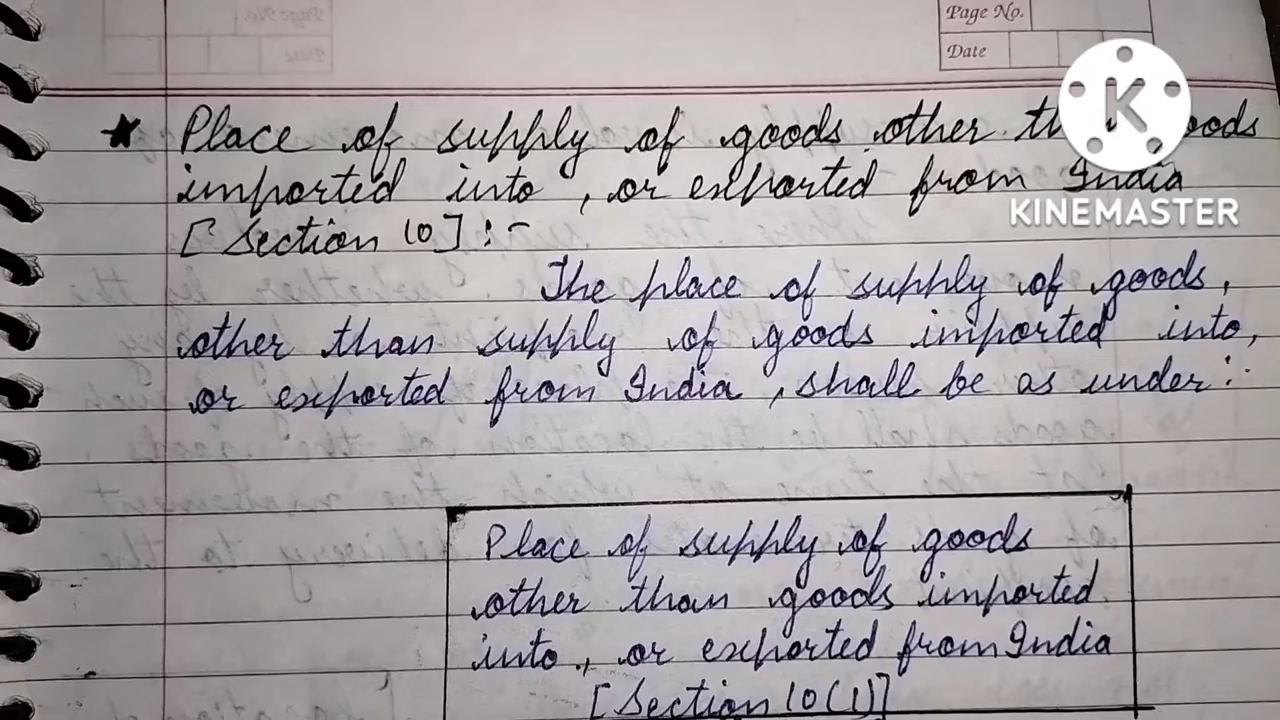 Page No.
Date
★ Place of supply of goods other th oods
imported into, or exported from India
[Section 10] :-
The place of supply of goods,
other than supply of goods imported into,
or exported from India, shall be as under:
Place of supply of goods
other than goods imported
into, or exported from India
[Section 10(1)]
K
KINEMASTER